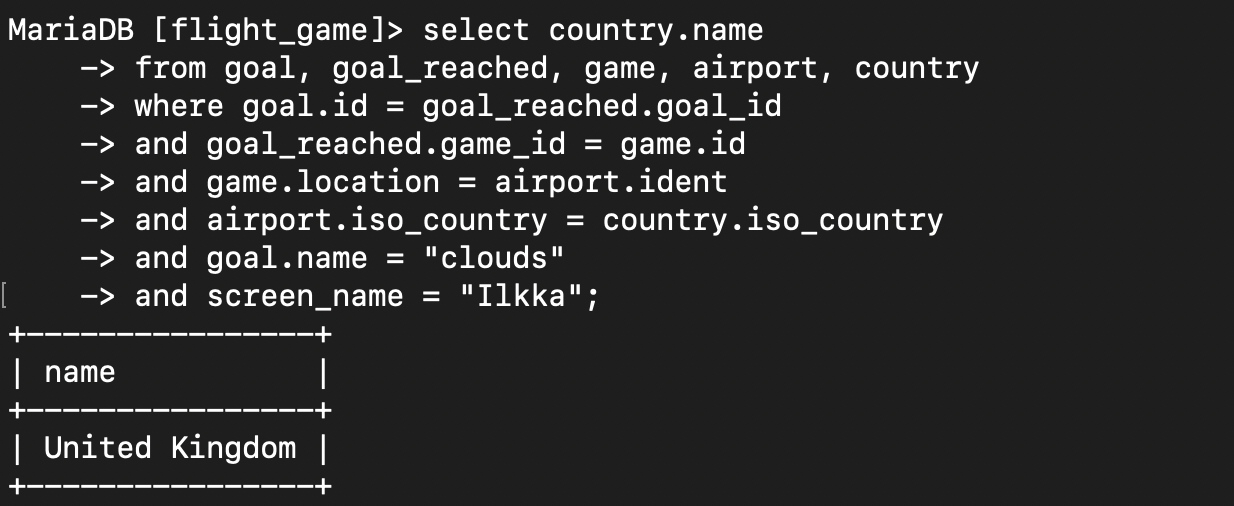 MariaDB [flight_game]> select country.name
    -> from goal, goal_reached, game, airport, country
    -> where goal.id = goal_reached.goal_id
    -> and goal_reached.game_id = game.id
    -> and game.location = airport.ident
    -> and airport.iso_country = country.iso_country
    -> and goal.name = "clouds"
[    -> and screen_name = "Ilkka";
+----------------+
| name           |
+----------------+
| United Kingdom |
+----------------+